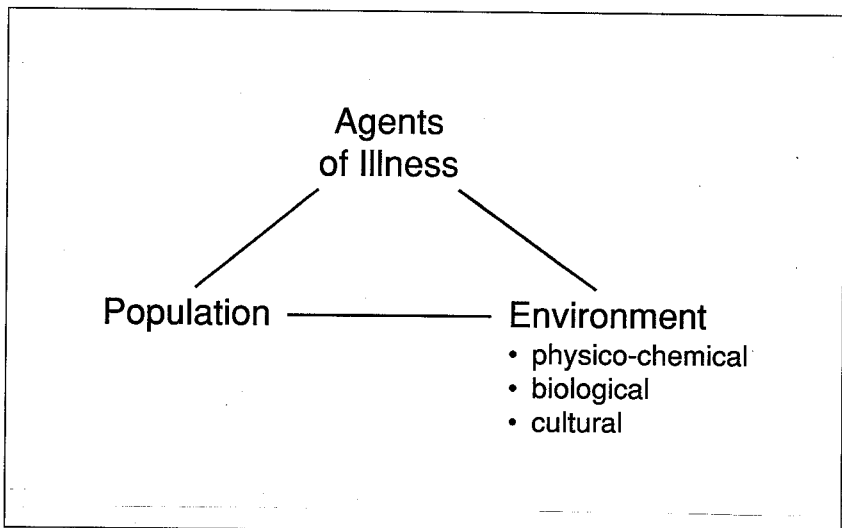 Agents
of Illness
Population
Environment
• physico-chemical
• biological
• cultural